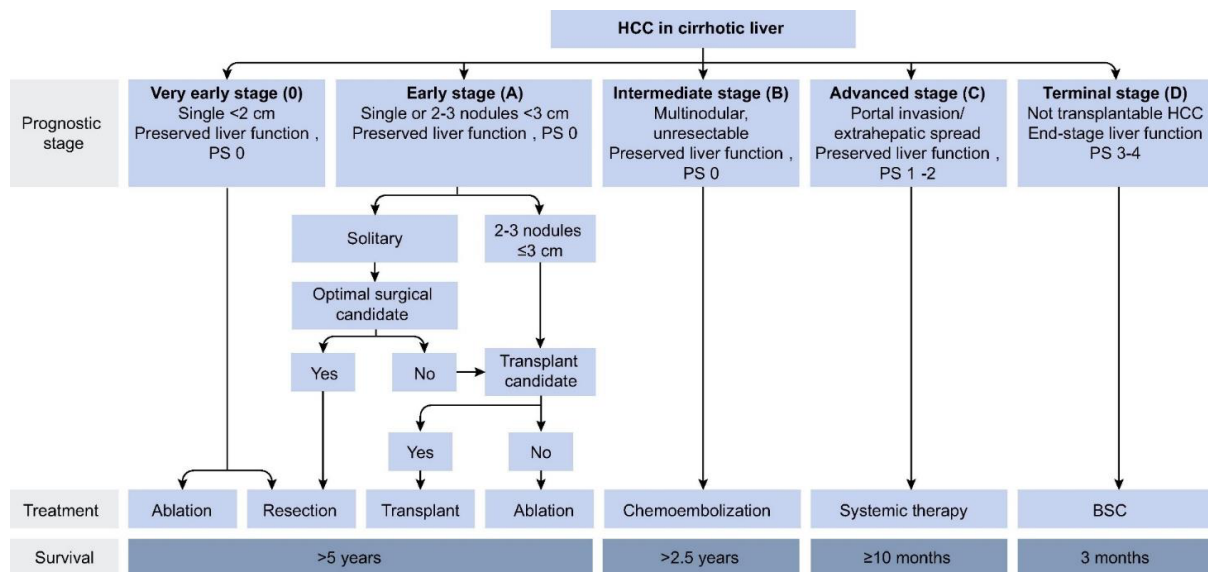 HCC in cirrhotic liver
Prognostic
stage
Very early stage (0)
Single <2 cm
Preserved liver function ,
PS 0
Early stage (A)
Single or 2-3 nodules <3 cm
Preserved liver function , PS 0
Intermediate stage (B)
Multinodular,
unresectable
Preserved liver function ,
PS 0
Advanced stage (C)
Portal invasion/
extrahepatic spread
Preserved liver function ,
PS 1 -2
Terminal stage (D)
Not transplantable HCC
End-stage liver function
PS 3-4
Solitary
2-3 nodules
≤3 cm
Optimal surgical
candidate
Yes
No
Transplant
candidate
Yes
No
Treatment
Ablation
Resection
Transplant
Ablation
Chemoembolization
Systemic therapy
BSC
Survival
>5 years
>2.5 years
≥10 months
3 months